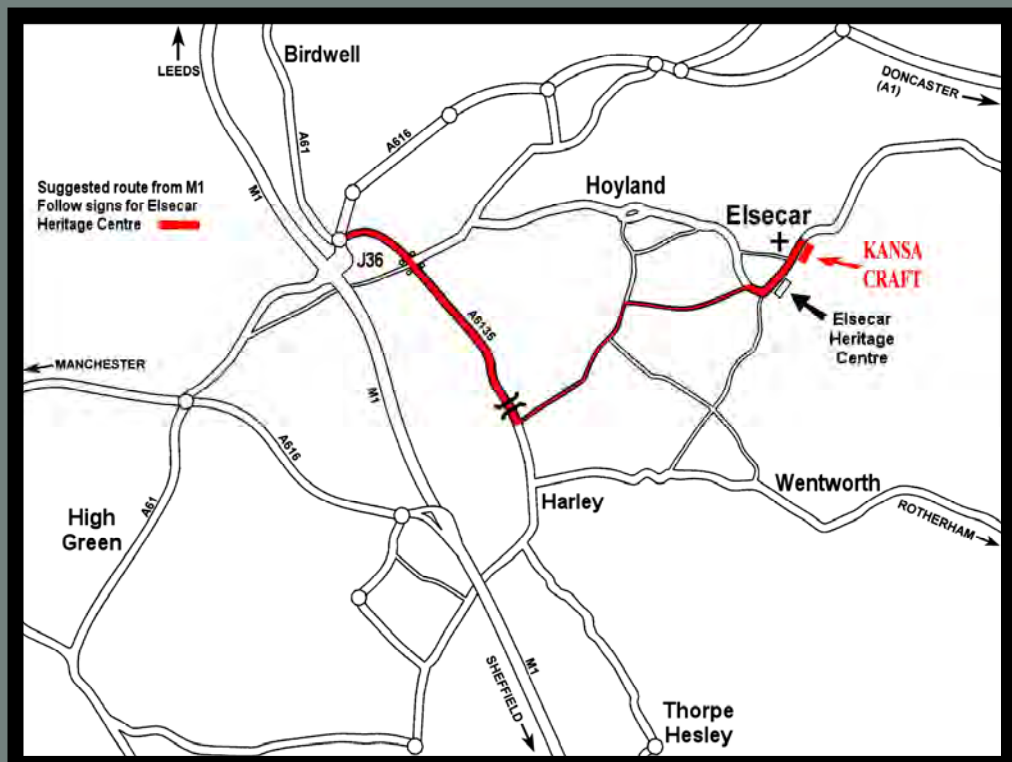 Birdwell
LEEDS
DONCASTER
(A1)
A61
A616
M1
Suggested route from M1
Follow signs for Elsecar
Heritage Centre
Hoyland
Elsecar
KANSA
CRAFT
J36
Elsecar
Heritage
Centre
A6135
MANCHESTER
M1
A616
Wentworth
Harley
ROTHERHAM
A61
High
Green
M1
SHEFFIELD
Thorpe
Hesley